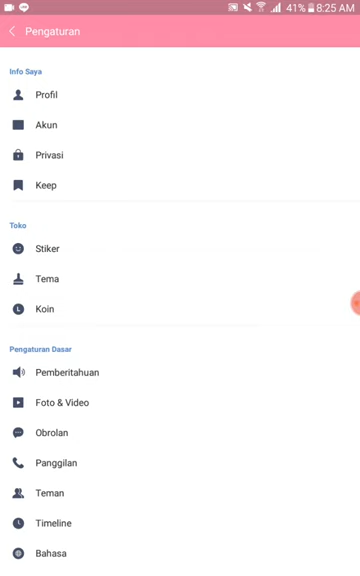 41% 8:25 AM
Pengaturan
Info Saya
Profil
Akun
Privasi
Keep
Toko
Stiker
Tema
L Koin
Pengaturan Dasar
Pemberitahuan
Foto & Video
Obrolan
Panggilan
Teman
Timeline
Bahasa